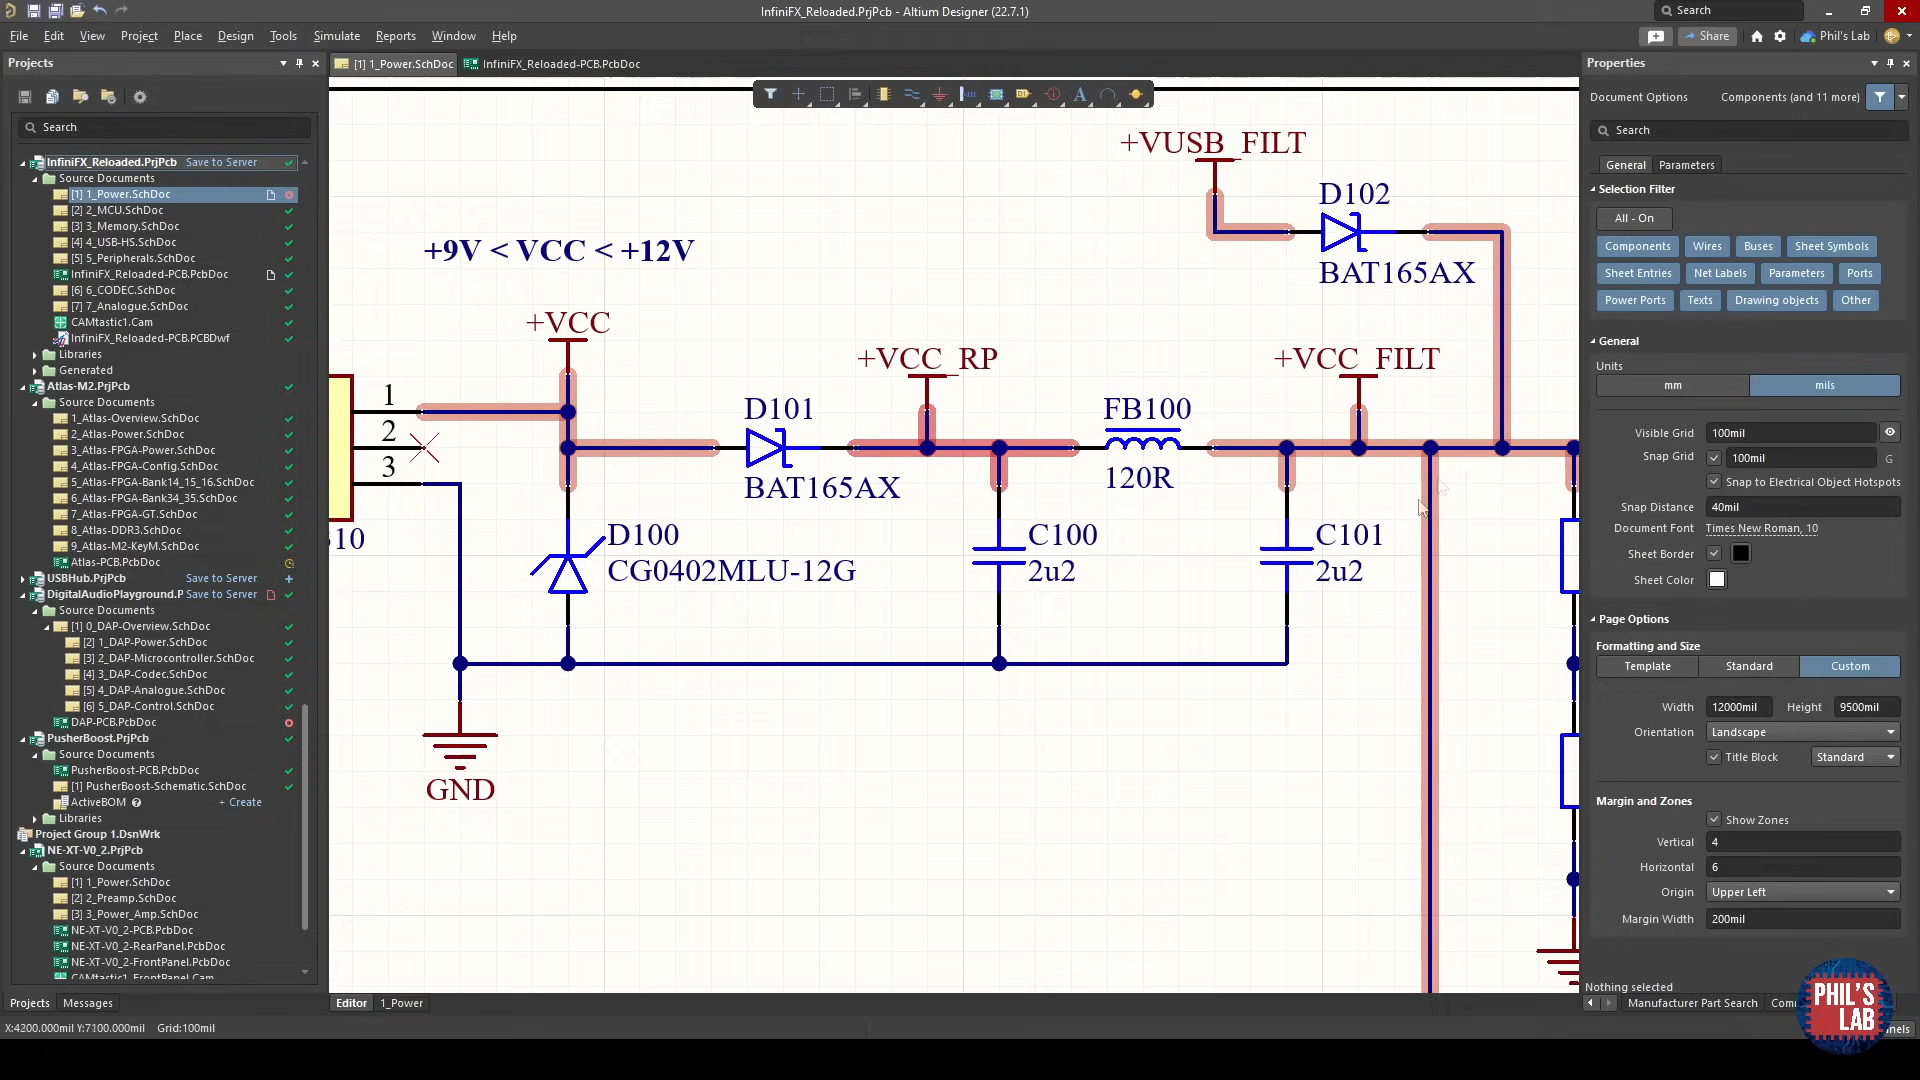 InfiniFX_Reloaded.PrjPcb - Altium Designer (22.7.1)
Search
File Edit View Project Place Design Tools Simulate Reports Window Help
Share
Phil's Lab
Projects
[1] 1_Power.SchDoc
InfiniFX_Reloaded-PCB.PcbDoc
Properties
Document Options
Components (and 11 more)
Search
Search
InfiniFX_Reloaded.PrjPcb Save to Server
Source Documents
[1] 1_Power.SchDoc
[2] 2_MCU.SchDoc
[3] 3_Memory.SchDoc
[4] 4_USB-HS.SchDoc
[5] 5_Peripherals.SchDoc
InfiniFX_Reloaded-PCB.PcbDoc
[6] 6_CODEC.SchDoc
[7] 7_Analogue.SchDoc
CAMtastic1.Cam
InfiniFX_Reloaded-PCB.PCBDwf
Libraries
Generated
Atlas-M2.PrjPcb
Source Documents
1_Atlas-Overview.SchDoc
2_Atlas-Power.SchDoc
3_Atlas-FPGA-Power.SchDoc
4_Atlas-FPGA-Config.SchDoc
5_Atlas-FPGA-Bank14_15_16.SchDoc
6_Atlas-FPGA-Bank34_35.SchDoc
7_Atlas-FPGA-GT.SchDoc
8_Atlas-DDR3.SchDoc
9_Atlas-M2-KeyM.SchDoc
Atlas-PCB.PcbDoc
USBHub.PrjPcb Save to Server
DigitalAudioPlayground.P Save to Server
Source Documents
[1] 0_DAP-Overview.SchDoc
[2] 1_DAP-Power.SchDoc
[3] 2_DAP-Microcontroller.SchDoc
[4] 3_DAP-Codec.SchDoc
[5] 4_DAP-Analogue.SchDoc
[6] 5_DAP-Control.SchDoc
DAP-PCB.PcbDoc
PusherBoost.PrjPcb
Source Documents
PusherBoost-PCB.PcbDoc
[1] PusherBoost-Schematic.SchDoc
ActiveBOM + Create
Libraries
Project Group 1.DsnWrk
NE-XT-V0_2.PrjPcb
Source Documents
[1] 1_Power.SchDoc
[2] 2_Preamp.SchDoc
[3] 3_Power_Amp.SchDoc
NE-XT-V0_2-PCB.PcbDoc
NE-XT-V0_2-RearPanel.PcbDoc
NE-XT-V0_2-FrontPanel.PcbDoc
CAMtastic1.FrontPanel.Cam
Projects Messages
+VUSB_FILT
D102
BAT165AX
+9V < VCC < +12V
+VCC
+VCC_RP
+VCC_FILT
1
2
3
D101
BAT165AX
FB100
120R
10
D100
CG0402MLU-12G
C100
2u2
C101
2u2
GND
Editor 1_Power
General Parameters
Selection Filter
All - On
Components Wires Buses Sheet Symbols
Sheet Entries Net Labels Parameters Ports
Power Ports Texts Drawing objects Other
General
Units
mm mils
Visible Grid 100mil
Snap Grid 100mil G
Snap to Electrical Object Hotspots
Snap Distance 40mil
Document Font Times New Roman, 10
Sheet Border
Sheet Color
Page Options
Formatting and Size
Template Standard Custom
Width 12000mil Height 9500mil
Orientation Landscape
Title Block Standard
Margin and Zones
Show Zones
Vertical 4
Horizontal 6
Origin Upper Left
Margin Width 200mil
Nothing selected
Manufacturer Part Search
X:4200.000mil Y:7100.000mil Grid:100mil
PHIL'S
LAB